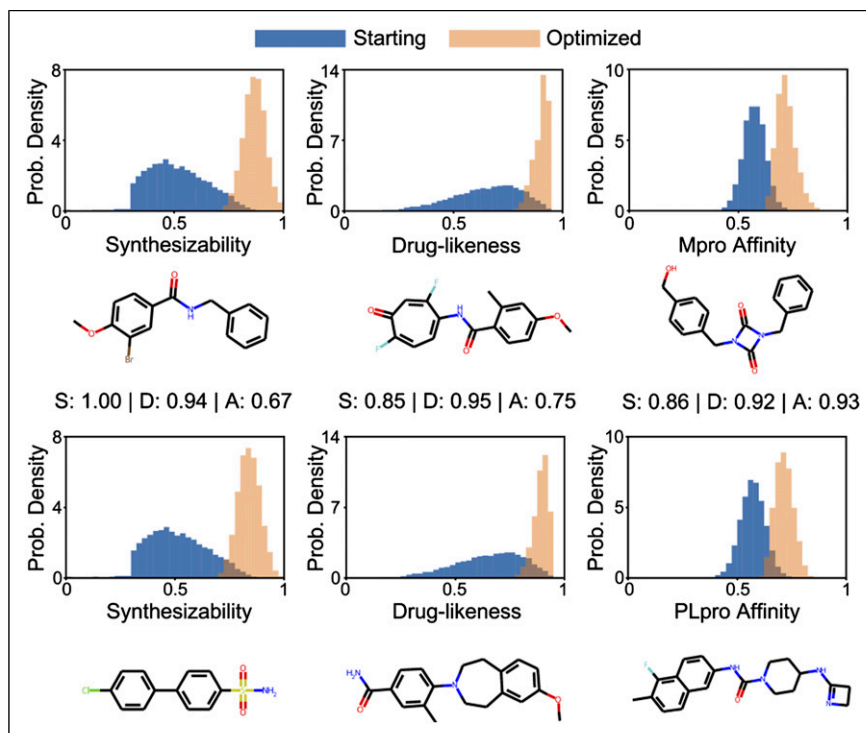 Starting Optimized
8
4
0
Prob. Density
0 0.5 1
Synthesizability
14
7
0
Prob. Density
0 0.5 1
Drug-likeness
10
5
0
Prob. Density
0 0.5 1
Mpro Affinity
O
O
N
H
Br
F
O
F
H
N
O
O
OH
O
N
N
O
S: 1.00 | D: 0.94 | A: 0.67
S: 0.85 | D: 0.95 | A: 0.75
S: 0.86 | D: 0.92 | A: 0.93
8
4
0
Prob. Density
0 0.5 1
Synthesizability
14
7
0
Prob. Density
0 0.5 1
Drug-likeness
10
5
0
Prob. Density
0 0.5 1
PLpro Affinity
Cl
O
S
NH₂
O
H₂N
O
N
O
F
NH
O
N
NH
N